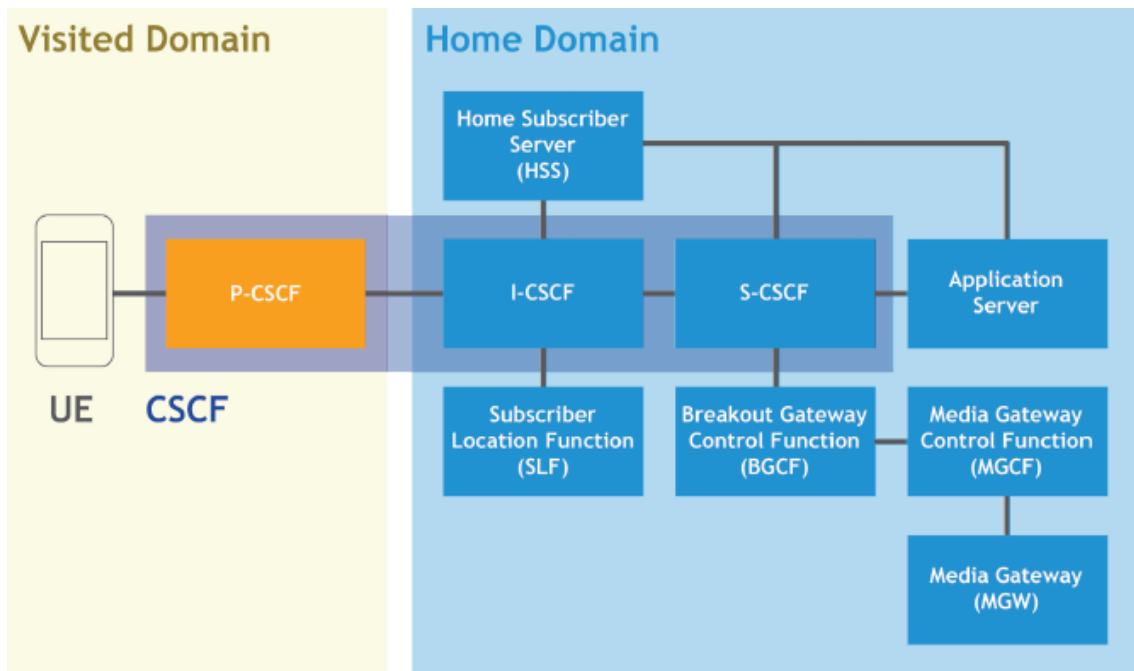 Visited Domain
Home Domain
Home Subscriber
Server
(HSS)
P-CSCF
I-CSCF
S-CSCF
Application
Server
UE
CSCF
Subscriber
Location Function
(SLF)
Breakout Gateway
Control Function
(BGCF)
Media Gateway
Control Function
(MGCF)
Media Gateway
(MGW)